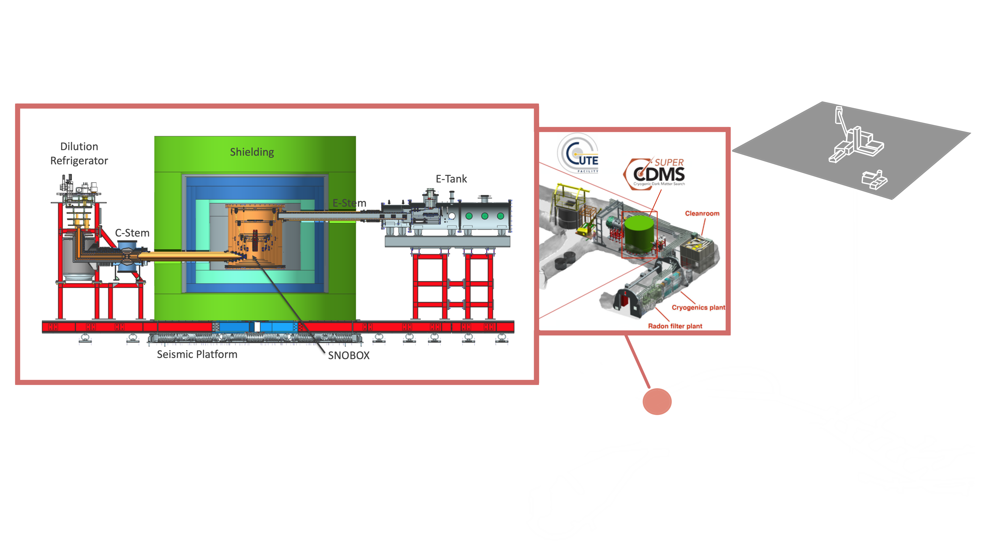 Dilution
Refrigerator
Shielding
E-Tank
E-Stem
C-Stem
Seismic Platform
SNOBOX
CUTE
FACILITY
SUPER
CDMS
Cryogenic Dark Matter Search
Cleanroom
Cryogenics plant
Radon filter plant